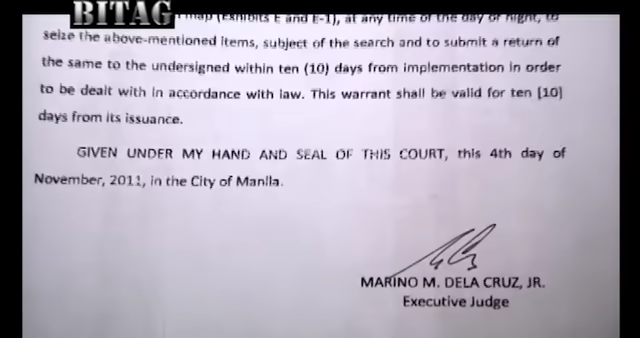 BITAG
map (Exhibits E and E-1), at any time of the day or night, to
seize the above-mentioned items, subject of the search and to submit a return of
the same to the undersigned within ten (10) days from implementation in order
to be dealt with in accordance with law. This warrant shall be valid for ten (10)
days from its issuance.
GIVEN UNDER MY HAND AND SEAL OF THIS COURT, this 4th day of
November, 2011, in the City of Manila.
MARINO M. DELA CRUZ, JR.
Executive Judge